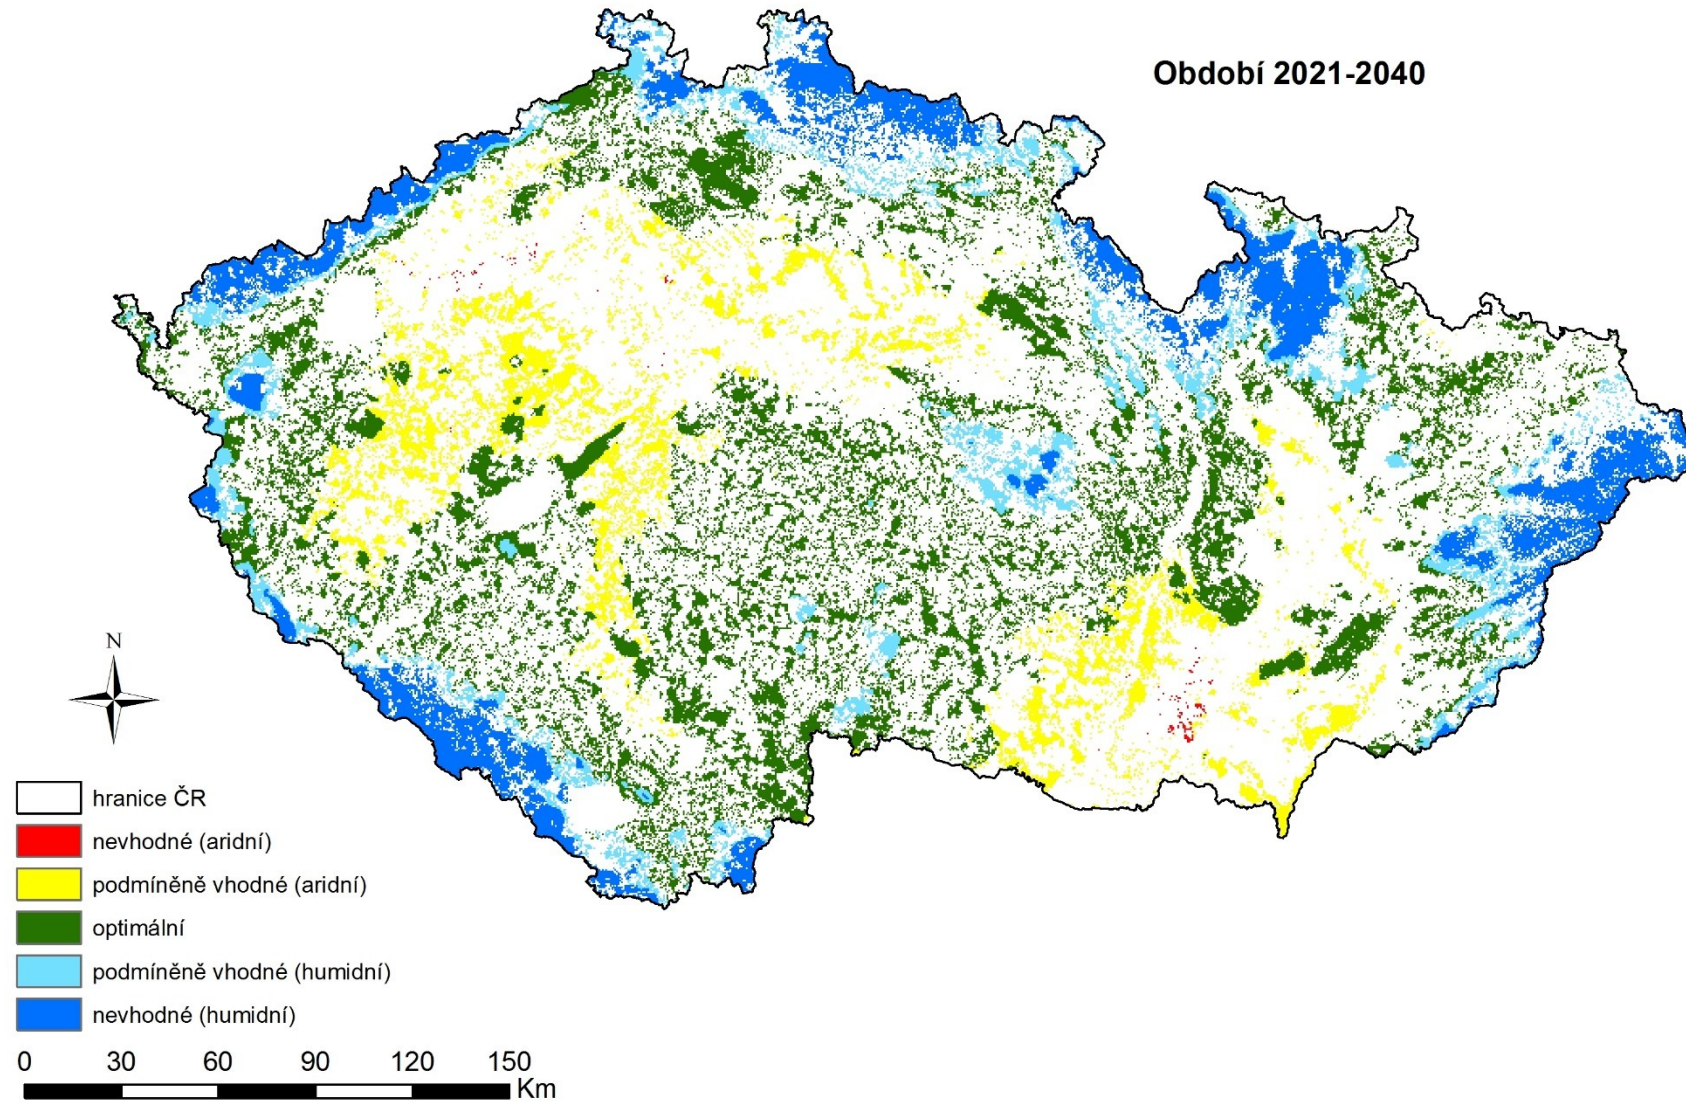 Období 2021-2040
N
hranice ČR
nevhodné (aridní)
podmíněně vhodné (aridní)
optimální
podmíněně vhodné (humidní)
nevhodné (humidní)
0 30 60 90 120 150
Km